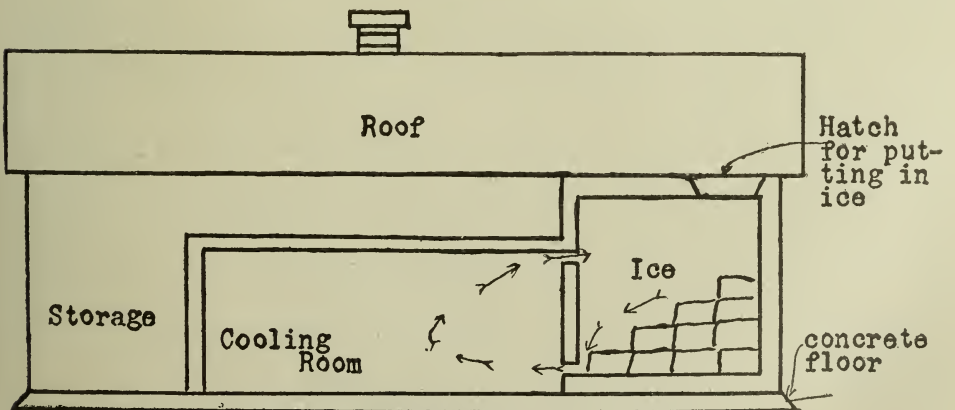 Roof
Hatch
for put-
ting in
ice
Ice
Storage
Cooling
Room
concrete
floor